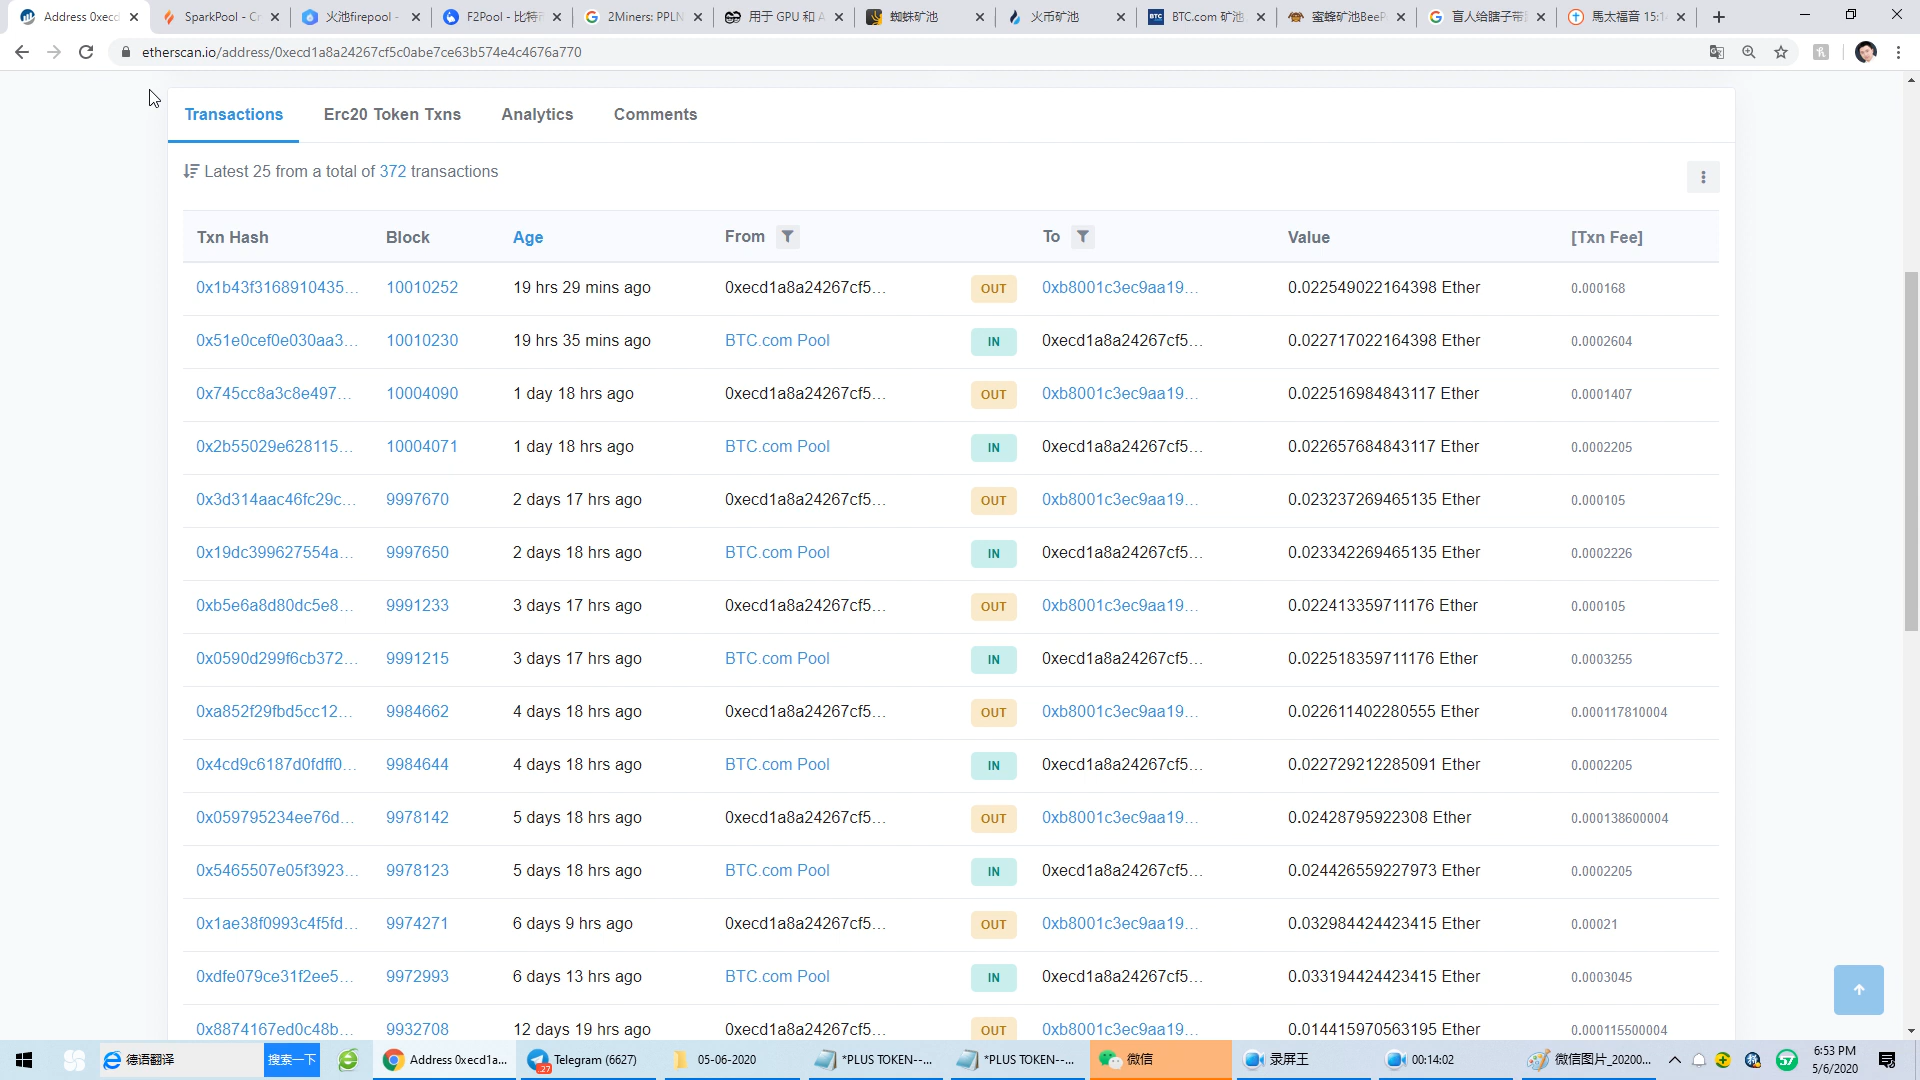 Address 0xecd
SparkPool - Cr
火池firepool -
F2Pool - 比特
2Miners: PPLN
用于 GPU 和 A
蜘蛛矿池
火币矿池
BTC.com 矿池
蜜蜂矿池BeeP
盲人给瞎子带
馬太福音 15:1
etherscan.io/address/0xecd1a8a24267cf5c0abe7ce63b574e4c4676a770
Transactions Erc20 Token Txns Analytics Comments
Latest 25 from a total of 372 transactions
Txn Hash Block Age From To Value [Txn Fee]
0x1b43f3168910435... 10010252 19 hrs 29 mins ago 0xecd1a8a24267cf5... OUT 0xb8001c3ec9aa19... 0.022549022164398 Ether 0.000168
0x51e0cef0e030aa3... 10010230 19 hrs 35 mins ago BTC.com Pool IN 0xecd1a8a24267cf5... 0.022717022164398 Ether 0.0002604
0x745cc8a3c8e497... 10004090 1 day 18 hrs ago 0xecd1a8a24267cf5... OUT 0xb8001c3ec9aa19... 0.022516984843117 Ether 0.0001407
0x2b55029e628115... 10004071 1 day 18 hrs ago BTC.com Pool IN 0xecd1a8a24267cf5... 0.022657684843117 Ether 0.0002205
0x3d314aac46fc29c... 9997670 2 days 17 hrs ago 0xecd1a8a24267cf5... OUT 0xb8001c3ec9aa19... 0.023237269465135 Ether 0.000105
0x19dc399627554a... 9997650 2 days 18 hrs ago BTC.com Pool IN 0xecd1a8a24267cf5... 0.023342269465135 Ether 0.0002226
0xb5e6a8d80dc5e8... 9991233 3 days 17 hrs ago 0xecd1a8a24267cf5... OUT 0xb8001c3ec9aa19... 0.022413359711176 Ether 0.000105
0x0590d299f6cb372... 9991215 3 days 17 hrs ago BTC.com Pool IN 0xecd1a8a24267cf5... 0.022518359711176 Ether 0.0003255
0xa852f29fbd5cc12... 9984662 4 days 18 hrs ago 0xecd1a8a24267cf5... OUT 0xb8001c3ec9aa19... 0.022611402280555 Ether 0.000117810004
0x4cd9c6187d0fdff0... 9984644 4 days 18 hrs ago BTC.com Pool IN 0xecd1a8a24267cf5... 0.022729212285091 Ether 0.0002205
0x059795234ee76d... 9978142 5 days 18 hrs ago 0xecd1a8a24267cf5... OUT 0xb8001c3ec9aa19... 0.02428795922308 Ether 0.000138600004
0x5465507e05f3923... 9978123 5 days 18 hrs ago BTC.com Pool IN 0xecd1a8a24267cf5... 0.024426559227973 Ether 0.0002205
0x1ae38f0993c4f5fd... 9974271 6 days 9 hrs ago 0xecd1a8a24267cf5... OUT 0xb8001c3ec9aa19... 0.032984424423415 Ether 0.00021
0xdfe079ce31f2ee5... 9972993 6 days 13 hrs ago BTC.com Pool IN 0xecd1a8a24267cf5... 0.033194424423415 Ether 0.0003045
0x8874167ed0c48b... 9932708 12 days 19 hrs ago 0xecd1a8a24267cf5... OUT 0xb8001c3ec9aa19... 0.014415970563195 Ether 0.000115500004
德语翻译
搜索一下
Address 0xecd1a...
27
Telegram (6627)
05-06-2020
*PLUS TOKEN--...
*PLUS TOKEN--...
微信
录屏王
00:14:02
微信图片_20200...
57
6:53 PM
5/6/2020